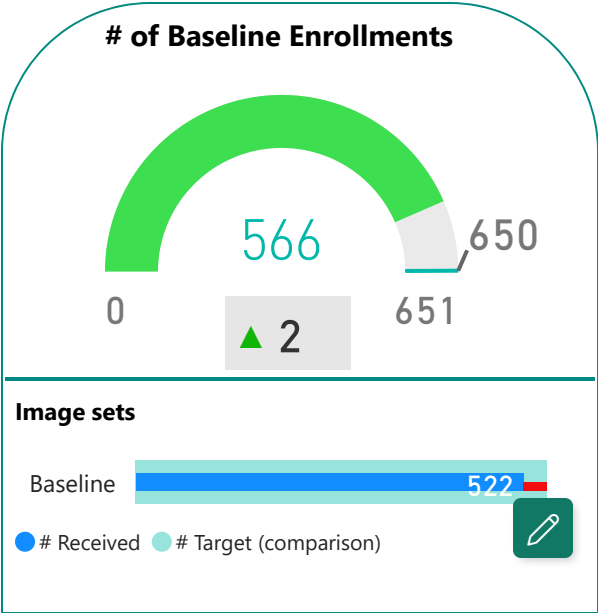 # of Baseline Enrollments
566
650
0
651
▲ 2
Image sets
Baseline
522
# Received # Target (comparison)